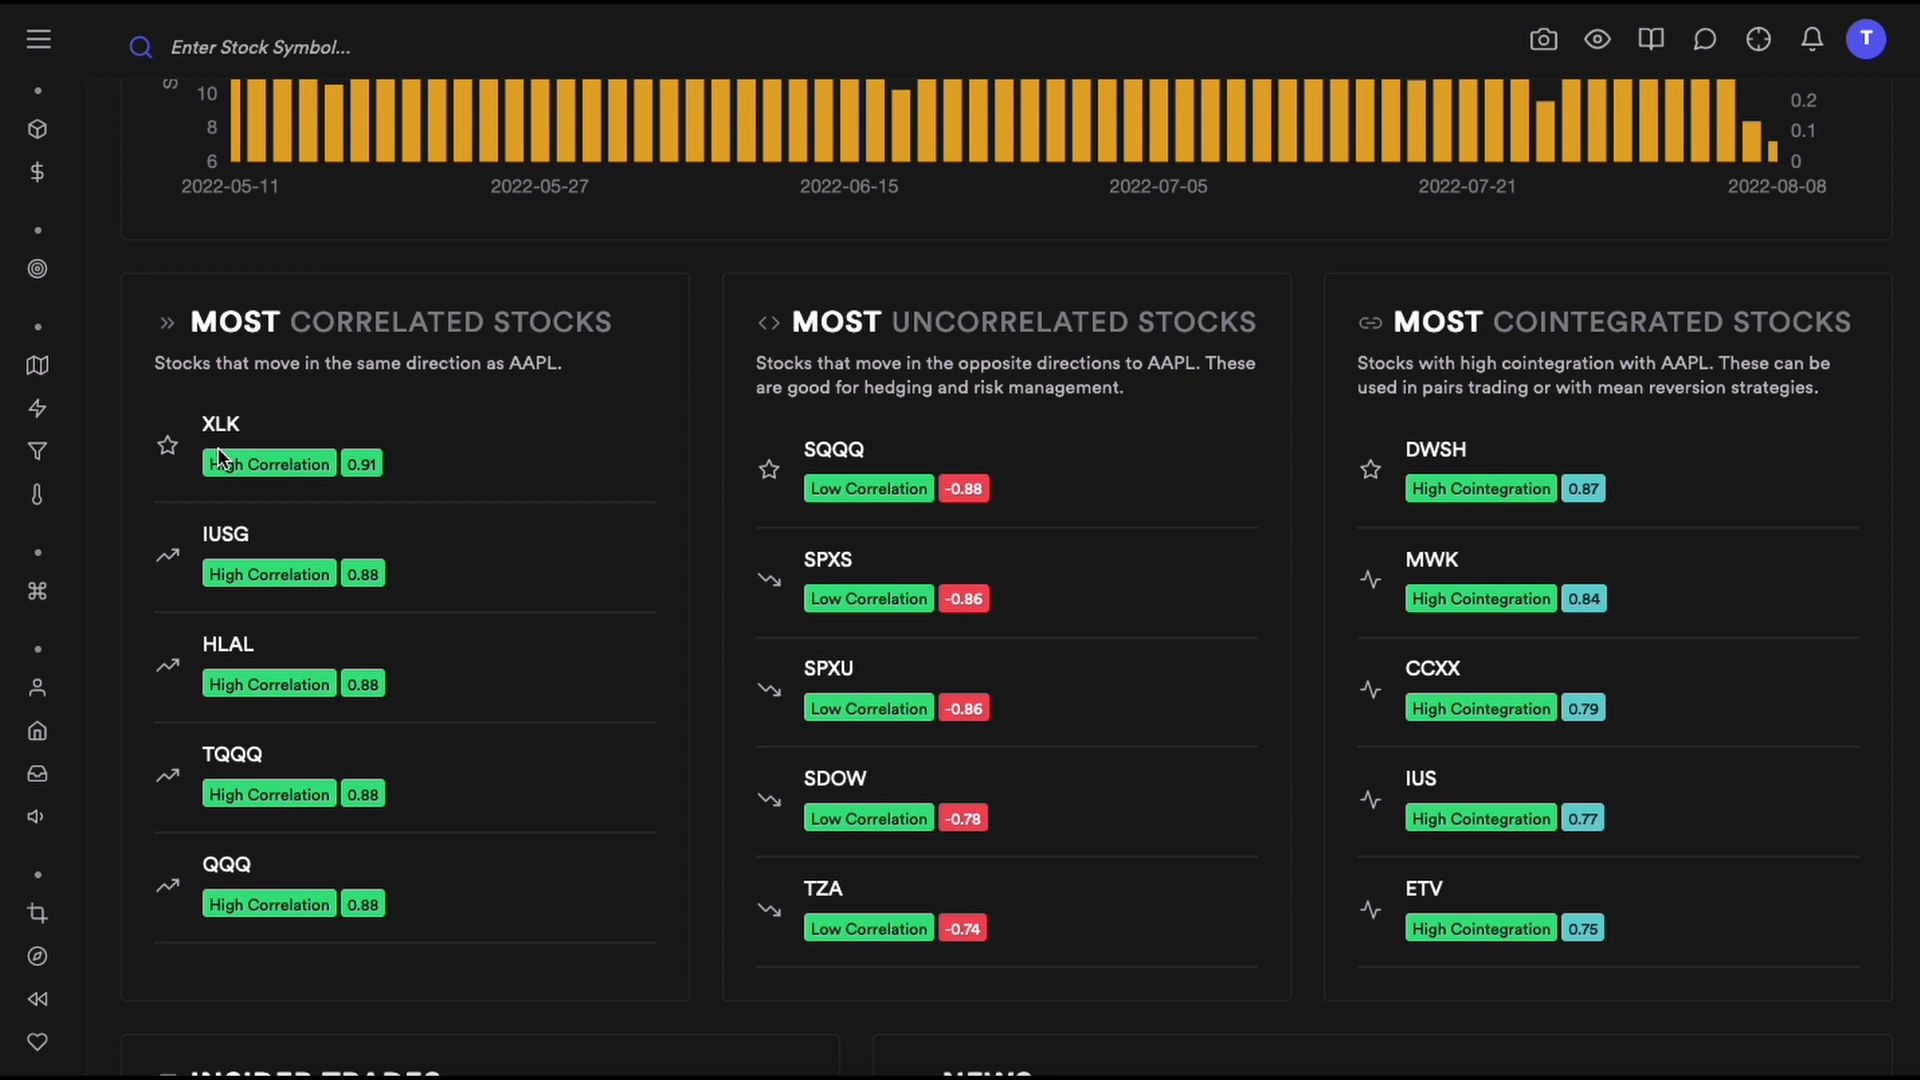 Enter Stock Symbol...
T
10
8
6
0.2
0.1
0
2022-05-11 2022-05-27 2022-06-15 2022-07-05 2022-07-21 2022-08-08
MOST CORRELATED STOCKS
Stocks that move in the same direction as AAPL.
XLK
High Correlation 0.91
IUSG
High Correlation 0.88
HLAL
High Correlation 0.88
TQQQ
High Correlation 0.88
QQQ
High Correlation 0.88
MOST UNCORRELATED STOCKS
Stocks that move in the opposite directions to AAPL. These
are good for hedging and risk management.
SQQQ
Low Correlation -0.88
SPXS
Low Correlation -0.86
SPXU
Low Correlation -0.86
SDOW
Low Correlation -0.78
TZA
Low Correlation -0.74
MOST COINTEGRATED STOCKS
Stocks with high cointegration with AAPL. These can be
used in pairs trading or with mean reversion strategies.
DWSH
High Cointegration 0.87
MWK
High Cointegration 0.84
CCXX
High Cointegration 0.79
IUS
High Cointegration 0.77
ETV
High Cointegration 0.75
INSIDER TRADES
NEWS